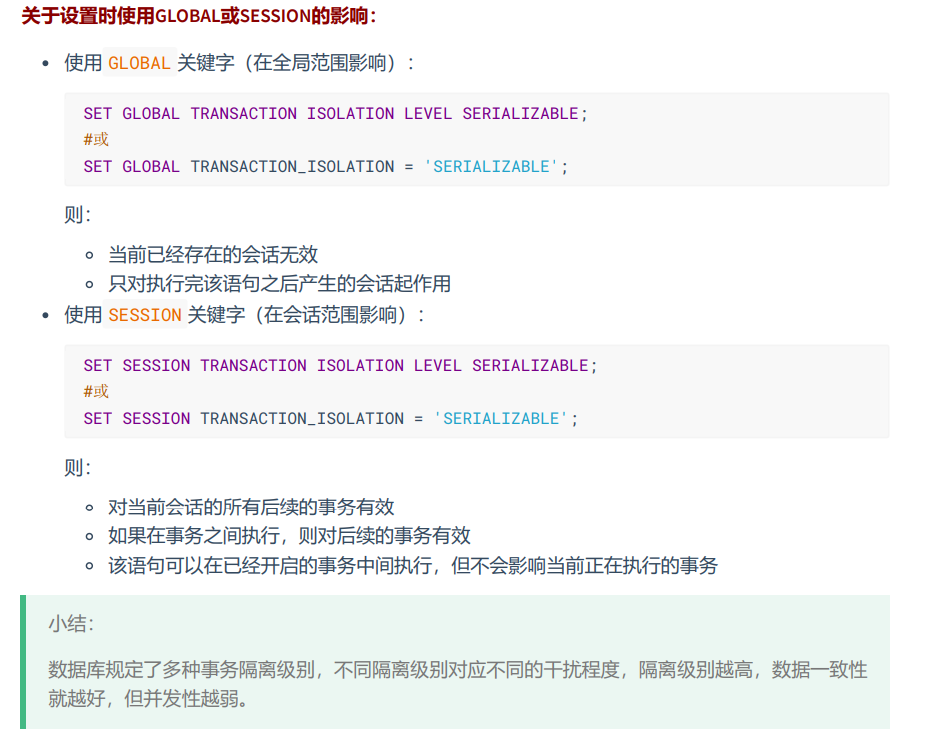 关于设置时使用GLOBAL或SESSION的影响：
使用 GLOBAL 关键字（在全局范围影响）：
SET GLOBAL TRANSACTION ISOLATION LEVEL SERIALIZABLE;
#或
SET GLOBAL TRANSACTION_ISOLATION = 'SERIALIZABLE';
则：
当前已经存在的会话无效
只对执行完该语句之后产生的会话起作用
使用 SESSION 关键字（在会话范围影响）：
SET SESSION TRANSACTION ISOLATION LEVEL SERIALIZABLE;
#或
SET SESSION TRANSACTION_ISOLATION = 'SERIALIZABLE';
则：
对当前会话的所有后续的事务有效
如果在事务之间执行，则对后续的事务有效
该语句可以在已经开启的事务中间执行，但不会影响当前正在执行的事务
小结：
数据库规定了多种事务隔离级别，不同隔离级别对应不同的干扰程度，隔离级别越高，数据一致性
就越好，但并发性越弱。